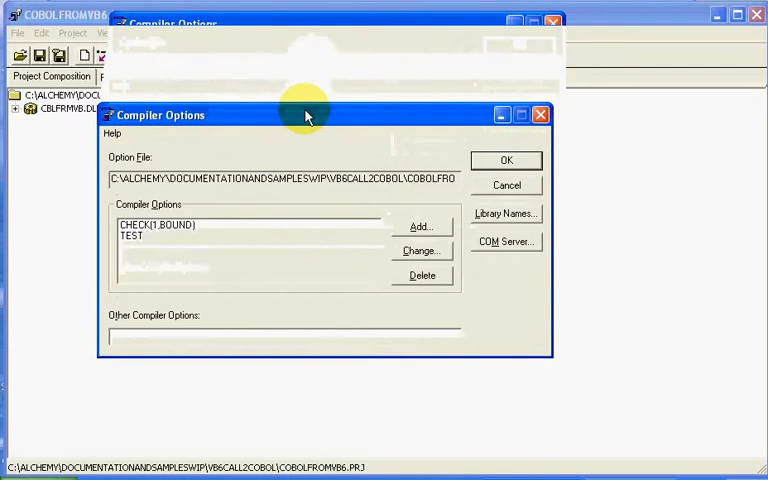 COBOLFROMVB6
Compiler Options
File Edit Project
Project Composition
C:\ALCHEMY\DOCU
CBLFRMVB.DL
Compiler Options
Help
Option File:
C:\ALCHEMY\DOCUMENTATIONANDSAMPLESWIP\VB6CALL2COBOL\COBOLFRO
OK
Cancel
Compiler Options
Library Names...
CHECK(1,BOUND)
TEST
Add...
COM Server...
Change...
Delete
Other Compiler Options:
C:\ALCHEMY\DOCUMENTATIONANDSAMPLESWIP\VB6CALL2COBOL\COBOLFROMVB6.PRJ